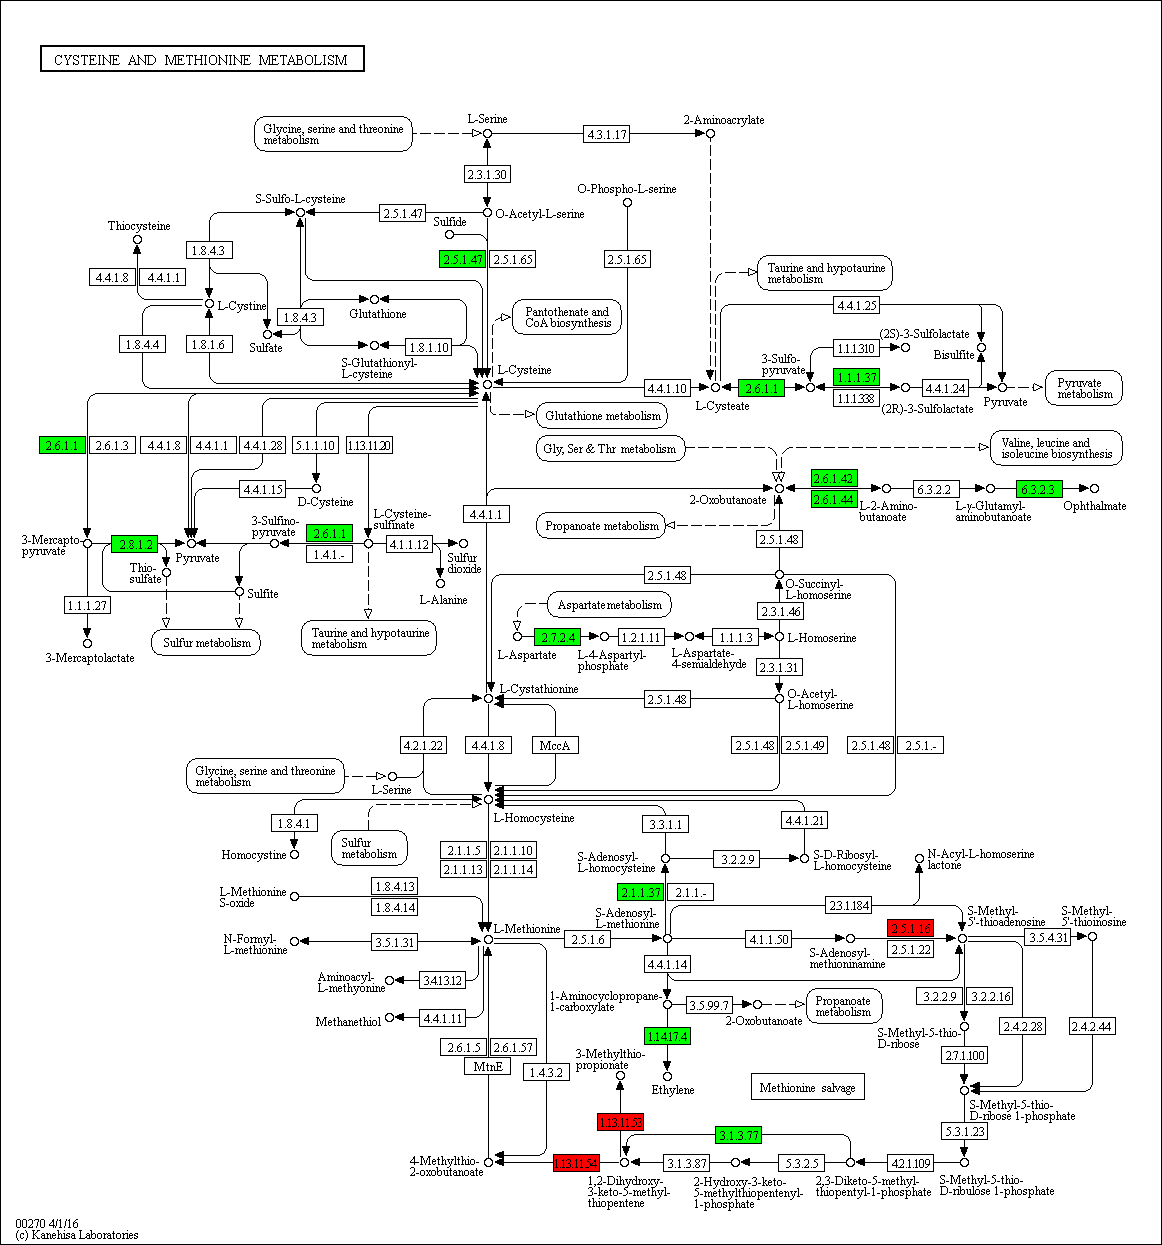 CYSTEINE AND METHIONINE METABOLISM
Glycine, serine and threonine
metabolism
L-Serine
4.3.1.17
2-Aminoacrylate
2.3.1.30
S-Sulfo-L-cysteine
O-Phospho-L-serine
2.5.1.47
O-Acetyl-L-serine
Thiocysteine
Sulfide
1.8.4.3
2.5.1.47
2.5.1.65
2.5.1.65
4.4.1.8
4.4.1.1
Taurine and hypotaurine
metabolism
L-Cystine
1.8.4.3
Glutathione
Pantothenate and
CoA biosynthesis
4.4.1.25
4.4.1.4
1.8.1.6
Sulfate
1.8.1.10
S-Glutathionyl-
L-cysteine
(2S)-3-Sulfolactate
1.1.1310
Bisulfite
3-Sulfo-
pyruvate
L-Cysteine
4.4.1.10
2.6.1.1
1.1.1.37
1.1.1338
4.4.1.24
Pyruvate
metabolism
L-Cysteate
(2R)-3-Sulfolactate
Pyruvate
Glutathione metabolism
2.6.1.1
2.6.1.3
4.4.1.8
4.4.1.1
4.4.1.28
5.1.1.10
1.13.11.20
Gly, Ser & Thr metabolism
Valine, leucine and
isoleucine biosynthesis
4.4.1.15
D-Cysteine
2-Oxobutanoate
2.6.1.42
2.6.1.44
6.3.2.2
6.3.2.3
L-2-Amino-
butanoate
L-γ-Glutamyl-
aminobutanoate
Ophthalmate
4.4.1.1
Propanoate metabolism
3-Sulfino-
pyruvate
2.6.1.1
1.4.1.-
L-Cysteine-
sulfinate
3-Mercapto
pyruvate
2.8.1.2
Pyruvate
4.1.1.12
Sulfur
dioxide
2.5.1.48
Thio-
sulfate
Sulfite
L-Alanine
2.5.1.48
O-Succinyl-
L-homoserine
1.1.1.27
3-Mercaptolactate
Sulfur metabolism
Taurine and hypotaurine
metabolism
Aspartate metabolism
2.3.1.46
2.7.2.4
1.2.1.11
1.1.1.3
L-Homoserine
L-Aspartate
L-4-Aspartyl-
phosphate
L-Aspartate-
4-semialdehyde
2.3.1.31
L-Cystathionine
2.5.1.48
O-Acetyl-
L-homoserine
4.2.1.22
4.4.1.8
MccA
2.5.1.48
2.5.1.49
2.5.1.48
2.5.1.-
Glycine, serine and threonine
metabolism
L-Serine
L-Homocysteine
1.8.4.1
Sulfur
metabolism
3.3.1.1
4.4.1.21
Homocystine
2.1.1.5
2.1.1.10
2.1.1.13
2.1.1.14
S-Adenosyl-
L-homocysteine
3.2.2.9
S-D-Ribosyl-
L-homocysteine
N-Acyl-L-homoserine
lactone
L-Methionine
S-oxide
1.8.4.13
1.8.4.14
2.1.1.37
2.1.1.-
S-Adenosyl-
L-methionine
2.3.1.184
S-Methyl-
5'-thioadenosine
S-Methyl-
5'-thioinosine
N-Formyl-
L-methionine
3.5.1.31
L-Methionine
2.5.1.6
4.1.1.50
S-Adenosyl-
methioninamine
2.5.1.16
2.5.1.22
3.5.4.31
Aminoacyl-
L-methyonine
3.4.13.12
4.4.1.14
3.2.2.9
3.2.2.16
Methanethiol
4.4.1.11
1-Aminocyclopropane-
1-carboxylate
3.5.99.7
2-Oxobutanoate
Propanoate
metabolism
2.4.2.28
2.4.2.44
S-Methyl-5-thio-
D-ribose
2.6.1.5
2.6.1.57
MtnE
1.4.3.2
1.14.17.4
Ethylene
3-Methylthio-
propionate
2.7.1.100
Methionine salvage
S-Methyl-5-thio-
D-ribose 1-phosphate
1.13.11.53
3.1.3.77
5.3.1.23
4-Methylthio-
2-oxobutanoate
1.13.11.54
3.1.3.87
5.3.2.5
4.2.1.109
1,2-Dihydroxy-
3-keto-5-methyl-
thiopentene
2-Hydroxy-3-keto-
5-methylthiopentenyl-
1-phosphate
2,3-Diketo-5-methyl-
thiopentyl-1-phosphate
S-Methyl-5-thio-
D-ribulose 1-phosphate
00270 4/1/16
(c) Kanehisa Laboratories